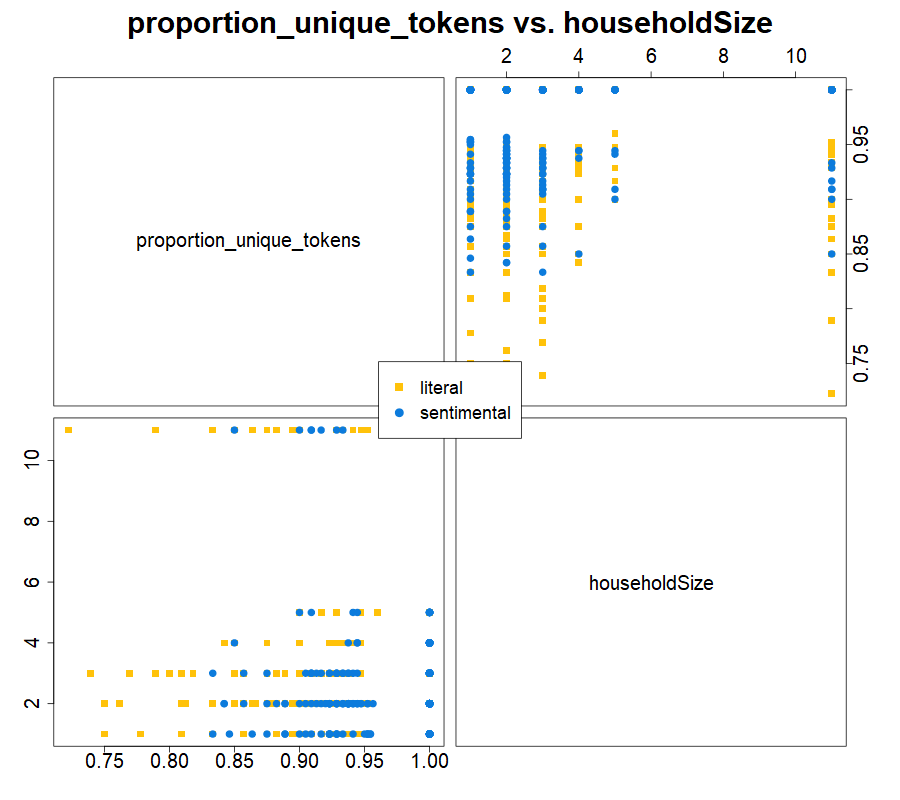 proportion_unique_tokens vs. householdSize
2 4 6 8 10
proportion_unique_tokens
0.95
0.85
0.75
literal
sentimental
10
8
6
4
2
householdSize
0.75 0.80 0.85 0.90 0.95 1.00